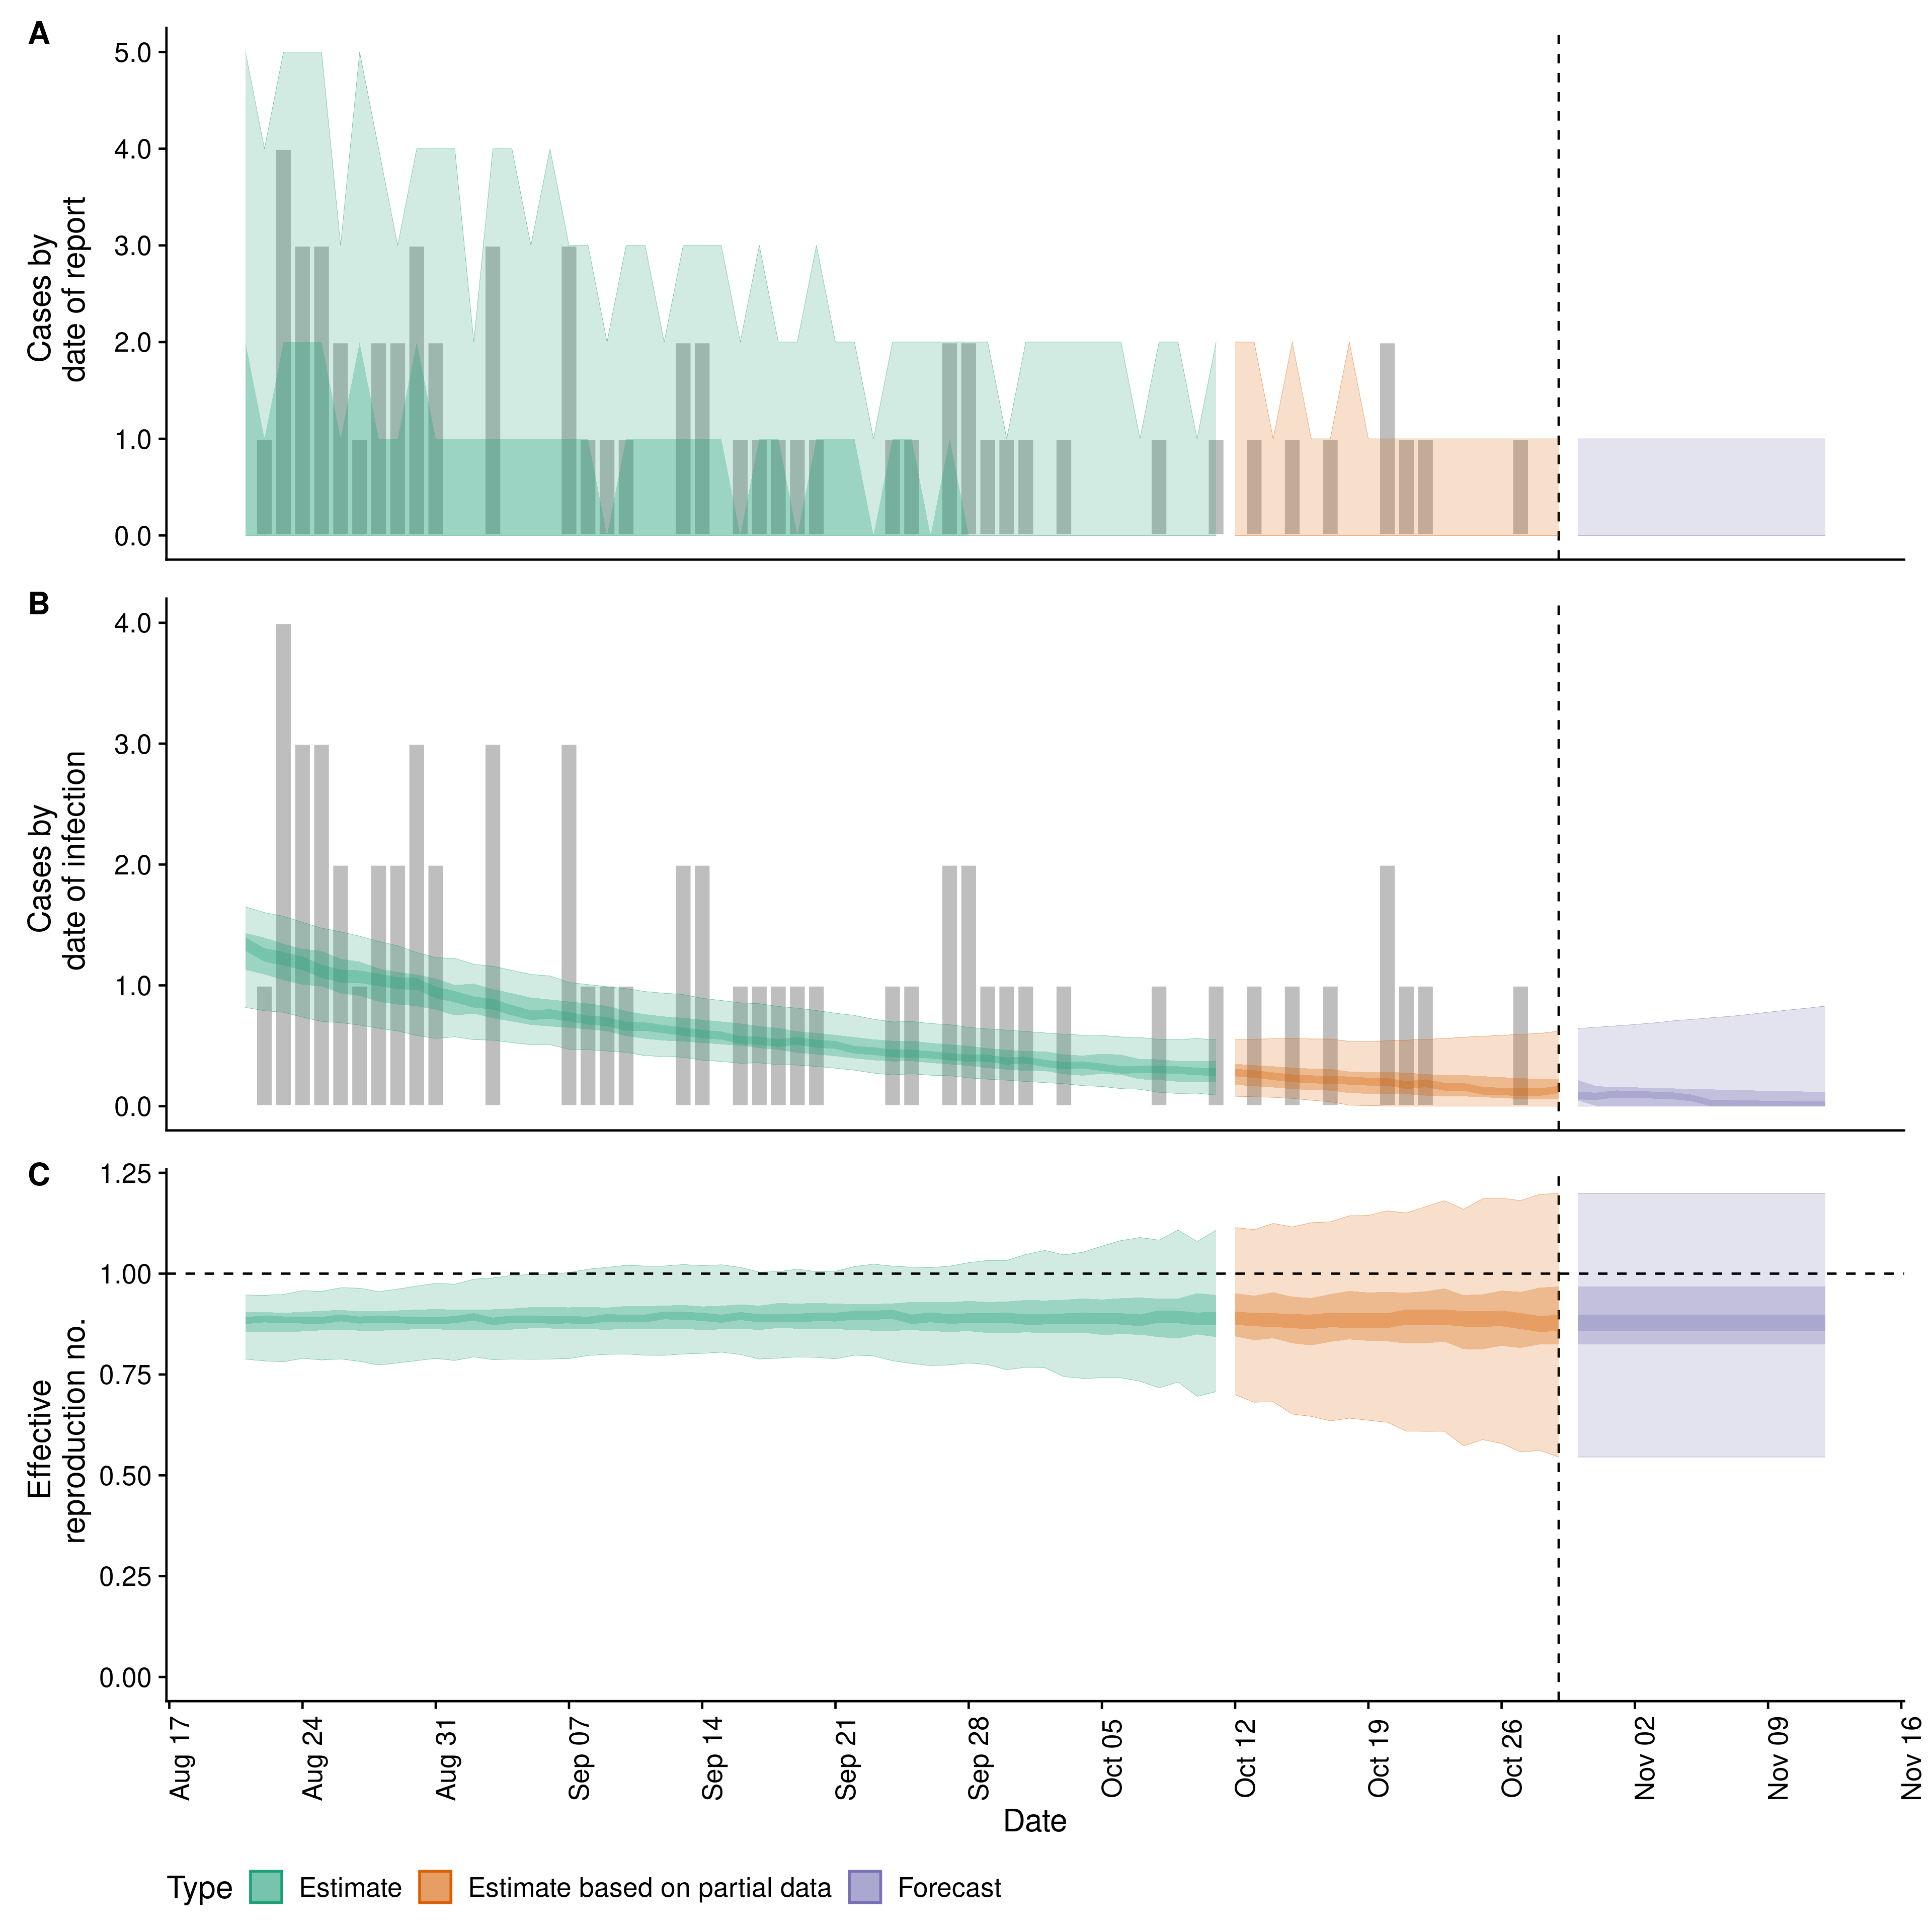 A
Cases by
date of report
5.0
4.0
3.0
2.0
1.0
0.0
B
Cases by
date of infection
4.0
3.0
2.0
1.0
0.0
C
Effective
reproduction no.
1.25
1.00
0.75
0.50
0.25
0.00
Aug 17
Aug 24
Aug 31
Sep 07
Sep 14
Sep 21
Sep 28
Oct 05
Oct 12
Oct 19
Oct 26
Nov 02
Nov 09
Nov 16
Date
Type Estimate Estimate based on partial data Forecast